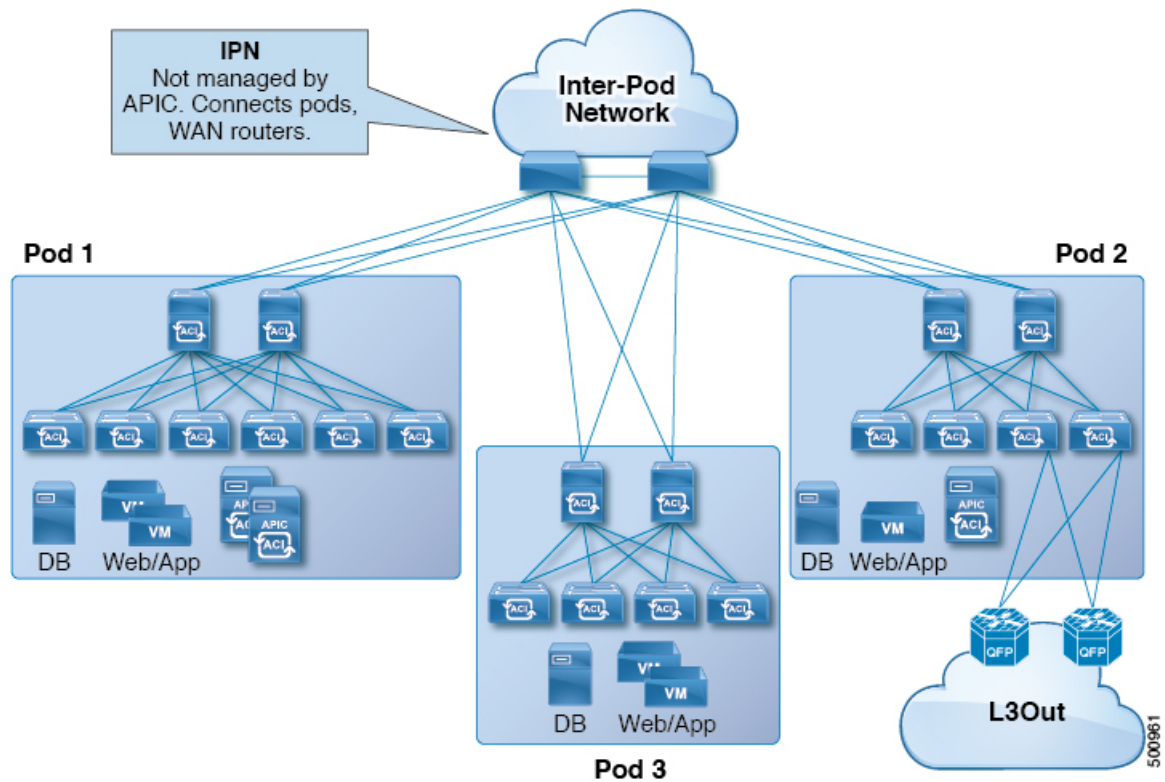 IPN
Not managed by
APIC. Connects pods,
WAN routers.
Inter-Pod
Network
Pod 1
Pod 2
ACI
ACI
ACI
ACI
ACI
ACI
ACI
ACI
ACI
ACI
ACI
ACI
ACI
ACI
DB
VM
VM
Web/App
APIC
ACI
DB
VM
Web/App
APIC
ACI
ACI
ACI
ACI
ACI
ACI
ACI
DB
VM
VM
Web/App
Pod 3
QFP
QFP
L3Out
500961